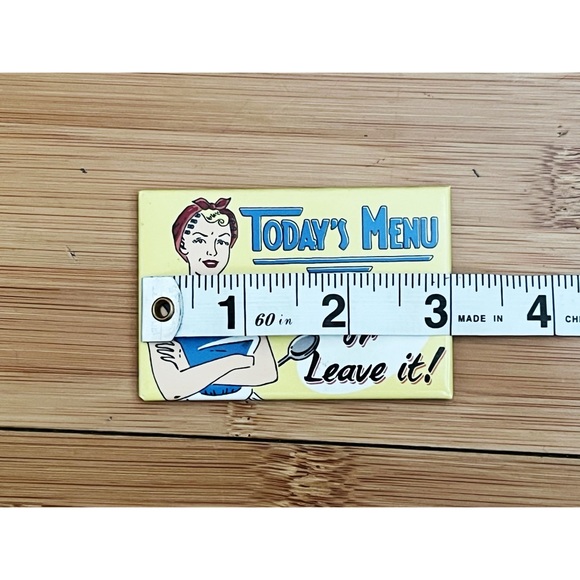 TODAY'S MENU
1 60 in 2 3 MADE IN 4
Leave it!